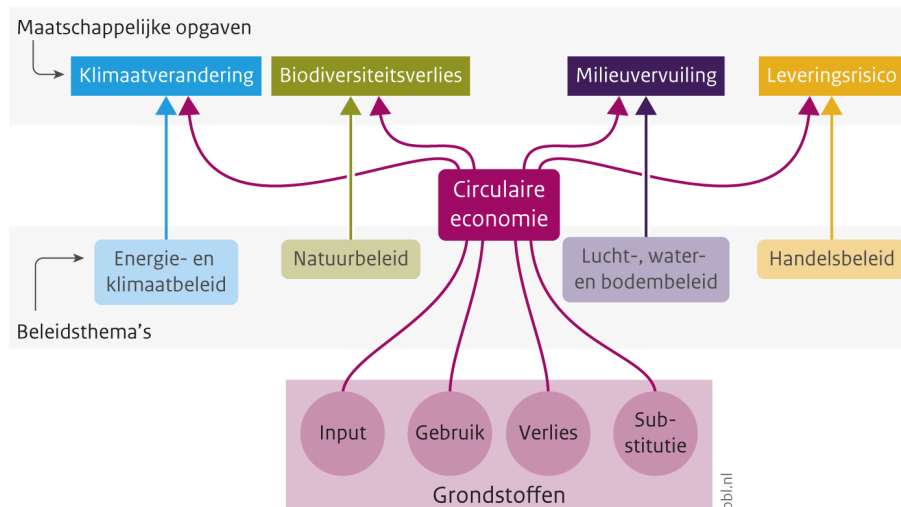 Maatschappelijke opgaven
Klimaatverandering
Biodiversiteitsverlies
Milieuvervuiling
Leveringsrisico
Circulaire
economie
Energie- en
klimaatbeleid
Natuurbeleid
Lucht-, water-
en bodembeleid
Handelsbeleid
Beleidsthema's
Input
Gebruik
Verlies
Sub-
stitutie
Grondstoffen
pbl.nl